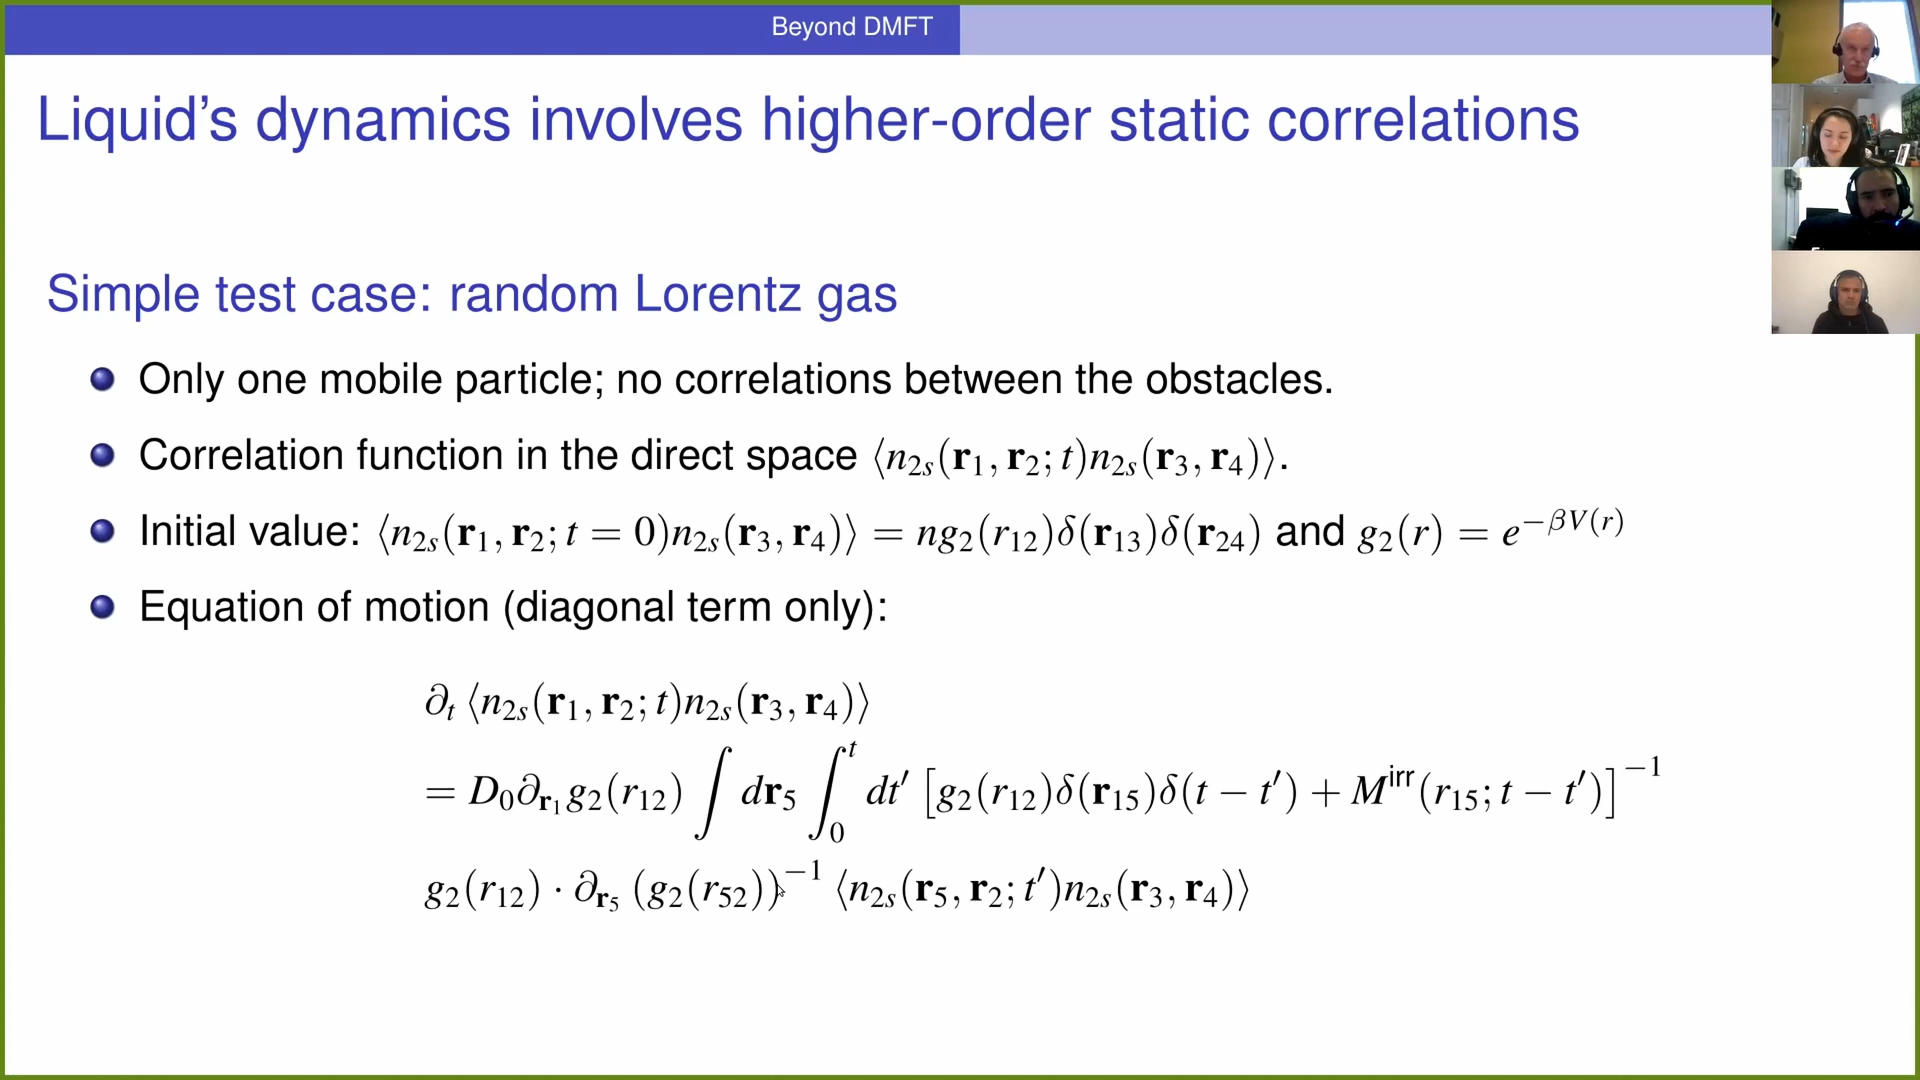 Beyond DMFT
Liquid's dynamics involves higher-order static correlations
Simple test case: random Lorentz gas
Only one mobile particle; no correlations between the obstacles.
Correlation function in the direct space ⟨n₂ₛ(r₁, r₂; t)n₂ₛ(r₃, r₄)⟩.
Initial value: ⟨n₂ₛ(r₁, r₂; t = 0)n₂ₛ(r₃, r₄)⟩ = ng₂(r₁₂)δ(r₁₃)δ(r₂₄) and g₂(r) = e^{−βV(r)}
Equation of motion (diagonal term only):
∂ₜ ⟨n₂ₛ(r₁, r₂; t)n₂ₛ(r₃, r₄)⟩
= D₀∂_{r₁}g₂(r₁₂) ∫ dr₅ ∫₀ᵗ dt′ [g₂(r₁₂)δ(r₁₅)δ(t − t′) + M^{irr}(r₁₅; t − t′)]⁻¹
g₂(r₁₂) · ∂_{r₅} (g₂(r₅₂))⁻¹ ⟨n₂ₛ(r₅, r₂; t′)n₂ₛ(r₃, r₄)⟩